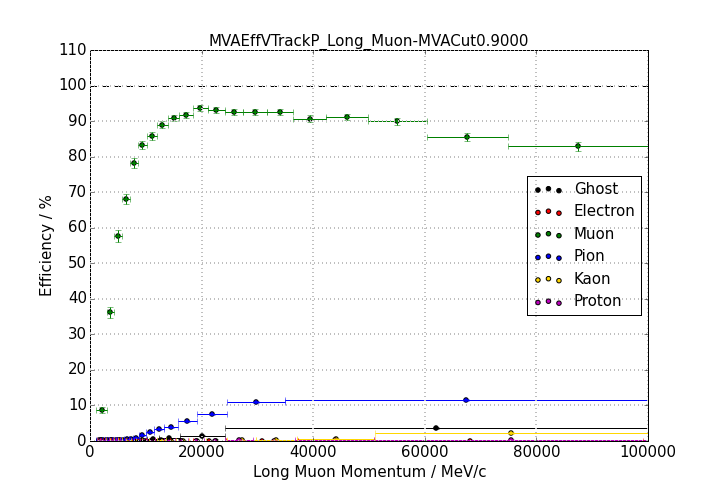 MVAEffVTrackP_Long_Muon-MVACut0.9000
110
100
90
80
70
60
50
40
30
20
10
0
Efficiency / %
Ghost
Electron
Muon
Pion
Kaon
Proton
0 20000 40000 60000 80000 100000
Long Muon Momentum / MeV/c